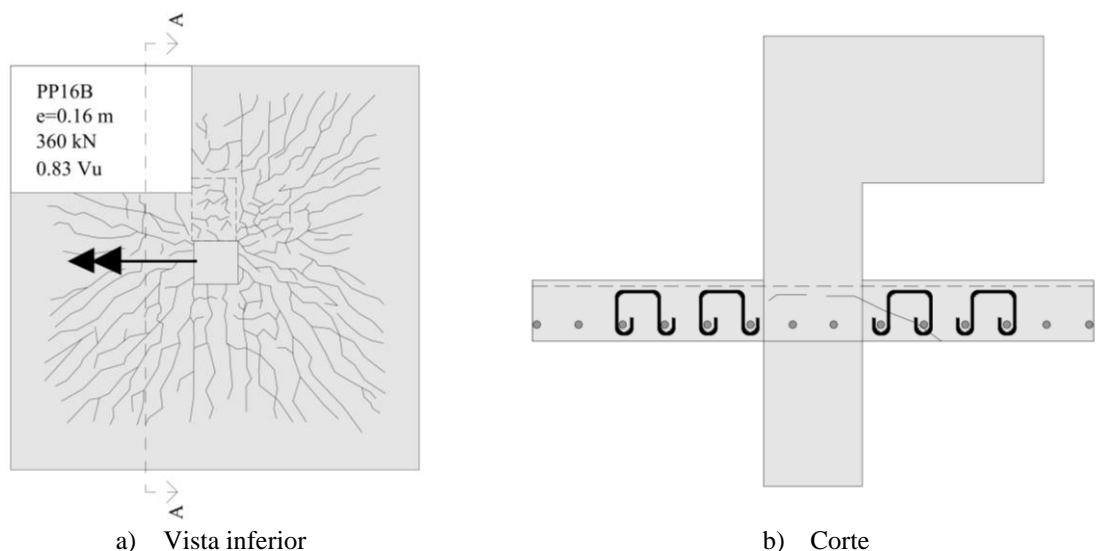 A
PP16B
e=0.16 m
360 kN
0.83 Vu
A
a) Vista inferior
b) Corte